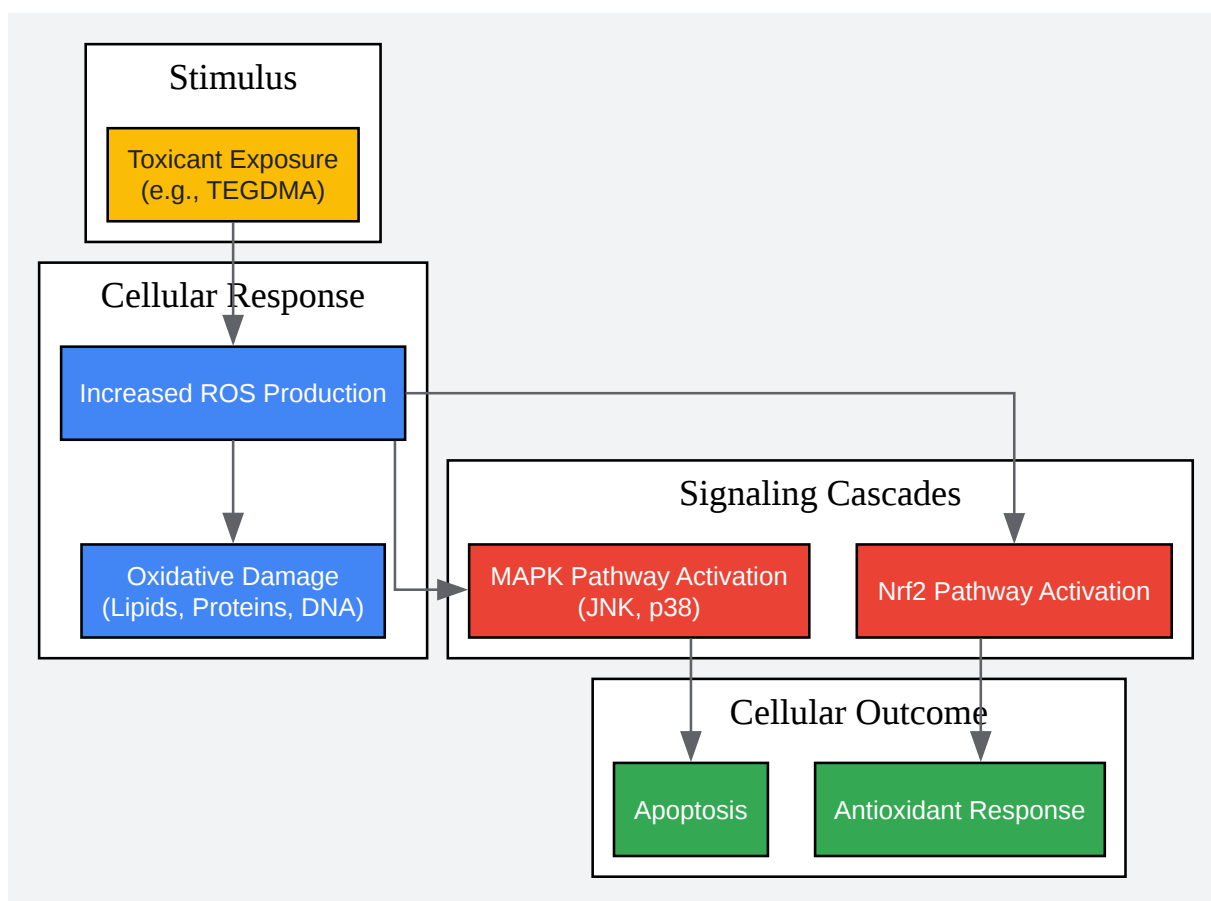 Stimulus
Toxicant Exposure
(e.g., TEGDMA)
Cellular Response
Increased ROS Production
Oxidative Damage
(Lipids, Proteins, DNA)
Signaling Cascades
MAPK Pathway Activation
(JNK, p38)
Nrf2 Pathway Activation
Cellular Outcome
Apoptosis
Antioxidant Response